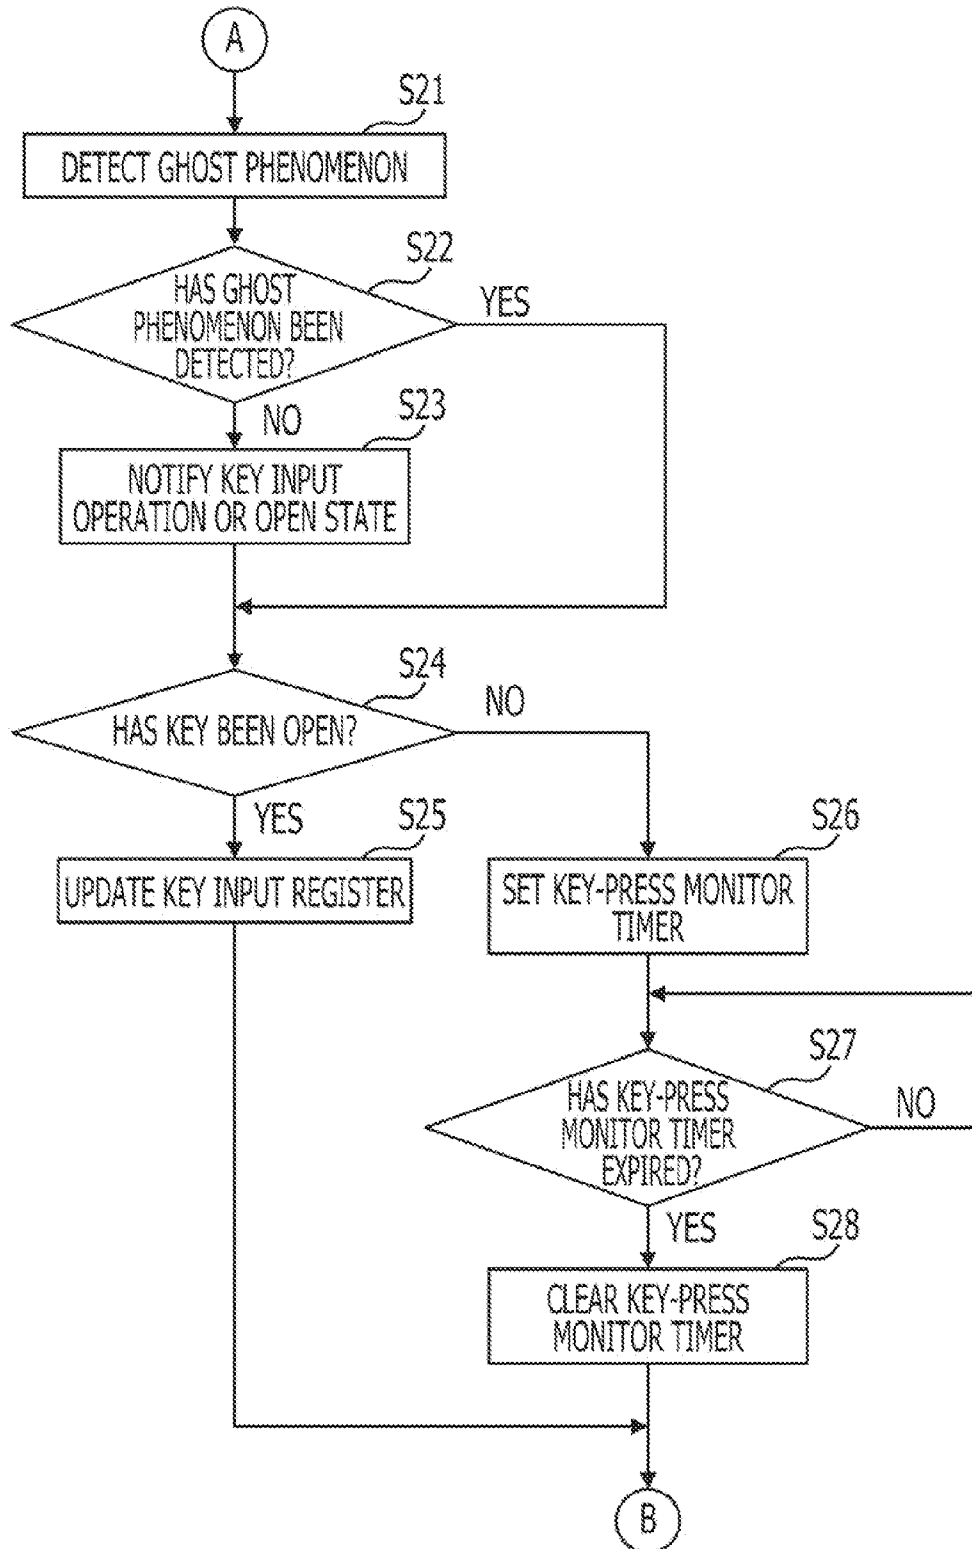 A
S21
DETECT GHOST PHENOMENON
S22
HAS GHOST
PHENOMENON BEEN
DETECTED?
YES
NO
S23
NOTIFY KEY INPUT
OPERATION OR OPEN STATE
S24
HAS KEY BEEN OPEN?
NO
YES
S25
UPDATE KEY INPUT REGISTER
S26
SET KEY-PRESS MONITOR
TIMER
S27
HAS KEY-PRESS
MONITOR TIMER
EXPIRED?
NO
YES
S28
CLEAR KEY-PRESS
MONITOR TIMER
B